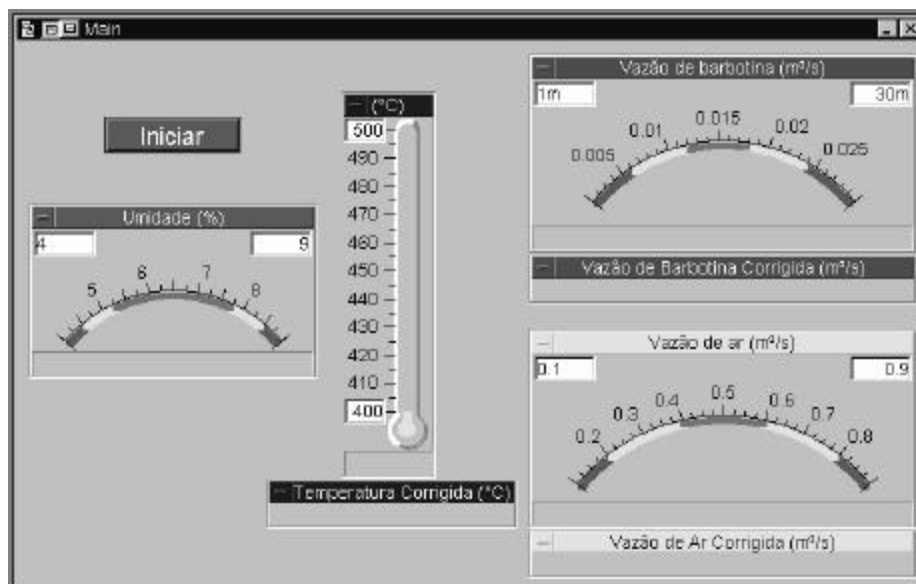 Main
Iniciar
Umidade (%)
4 9
5 6 7 8
(°C)
500
490
480
470
460
450
440
430
420
410
400
Temperatura Corrigida (°C)
Vazão de barbotina (m³/s)
1m 30m
0.005 0.01 0.015 0.02 0.025
Vazão de Barbotina Corrigida (m³/s)
Vazão de ar (m³/s)
0.1 0.9
0.2 0.3 0.4 0.5 0.6 0.7 0.8
Vazão de Ar Corrigida (m³/s)